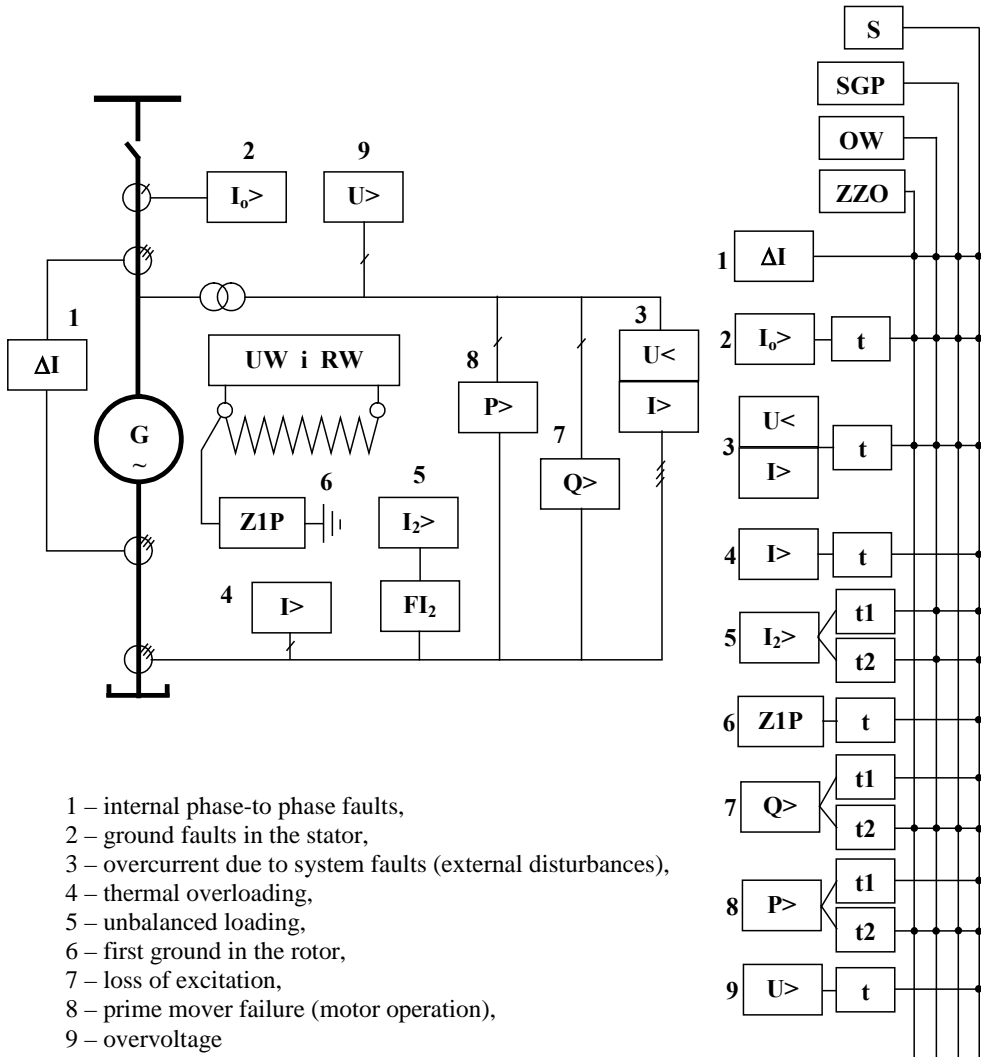 S
SGP
OW
ZZO
2
I₀>
9
U>
1
ΔI
G
~
UW i RW
6
Z1P
5
I₂>
FI₂
4
I>
8
P>
7
Q>
3
U<
I>
1 ΔI
2 I₀> t
3 U< I> t
4 I> t
5 I₂> t1 t2
6 Z1P t
7 Q> t1 t2
8 P> t1 t2
9 U> t
1 – internal phase-to phase faults,
2 – ground faults in the stator,
3 – overcurrent due to system faults (external disturbances),
4 – thermal overloading,
5 – unbalanced loading,
6 – first ground in the rotor,
7 – loss of excitation,
8 – prime mover failure (motor operation),
9 – overvoltage